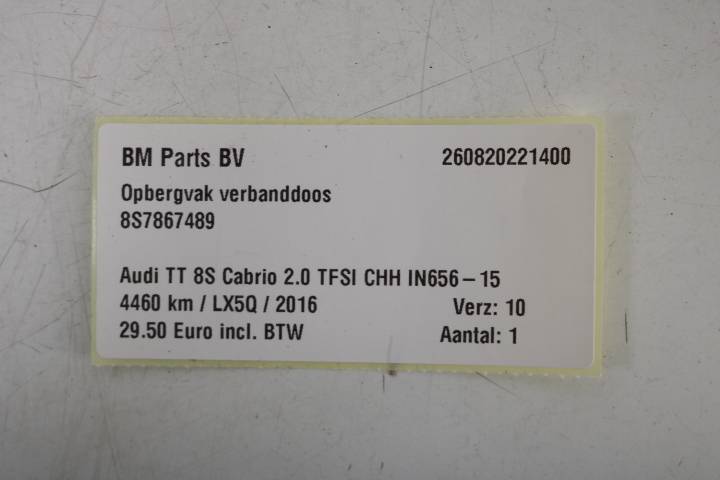 BM Parts BV 260820221400
Opbergvak verbanddoos
8S7867489
Audi TT 8S Cabrio 2.0 TFSI CHH IN656-15
4460 km / LX5Q / 2016 Verz: 10
29.50 Euro incl. BTW Aantal: 1